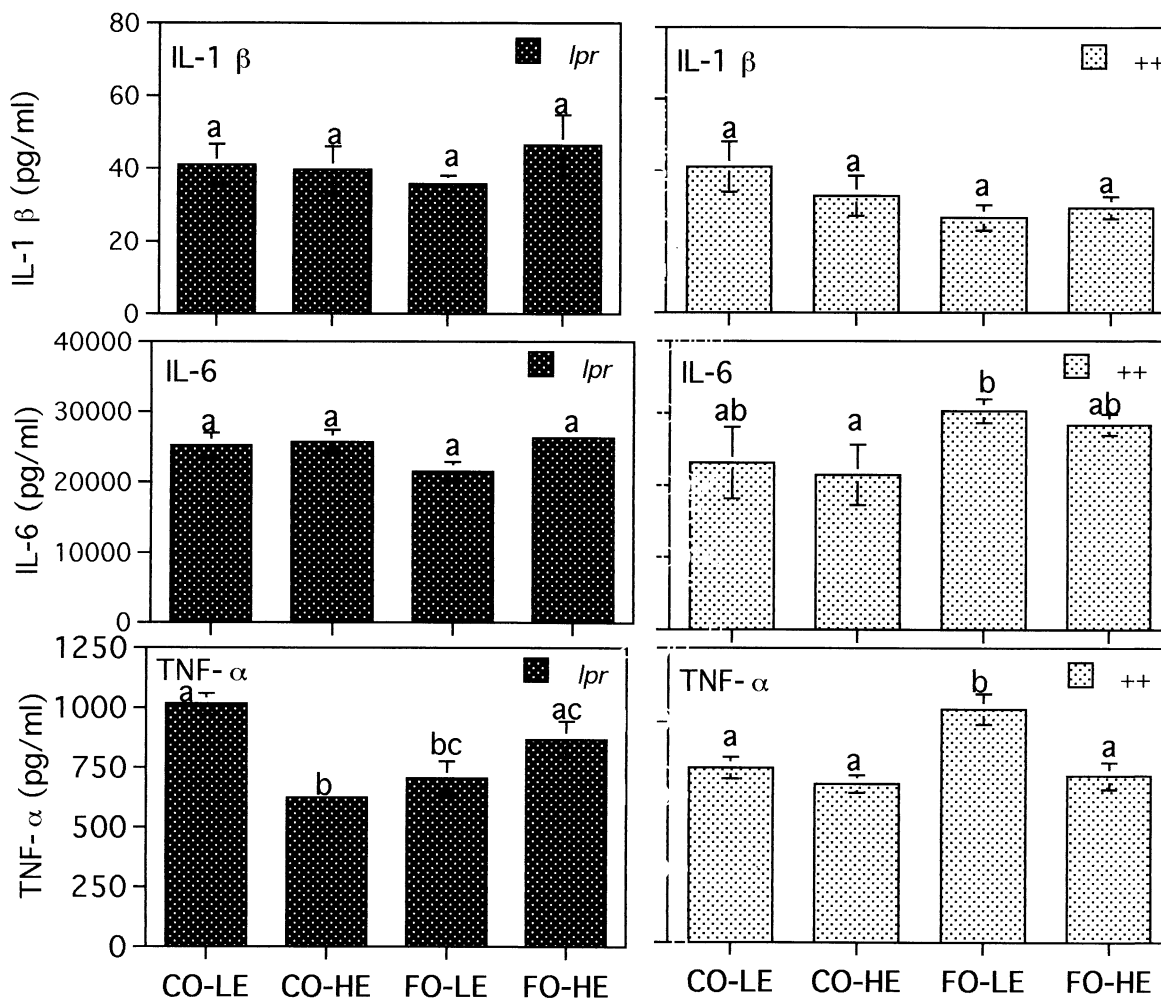 80
60
40
20
0
IL-1 β (pg/ml)
IL-1 β
lpr
a
a
a
a
IL-1 β
++
a
a
a
a
40000
30000
20000
10000
0
IL-6 (pg/ml)
IL-6
lpr
a
a
a
a
IL-6
++
ab
a
b
ab
1250
1000
750
500
250
0
TNF- α (pg/ml)
TNF- α
lpr
a
b
bc
ac
CO-LE CO-HE FO-LE FO-HE
TNF- α
++
a
a
b
a
CO-LE CO-HE FO-LE FO-HE